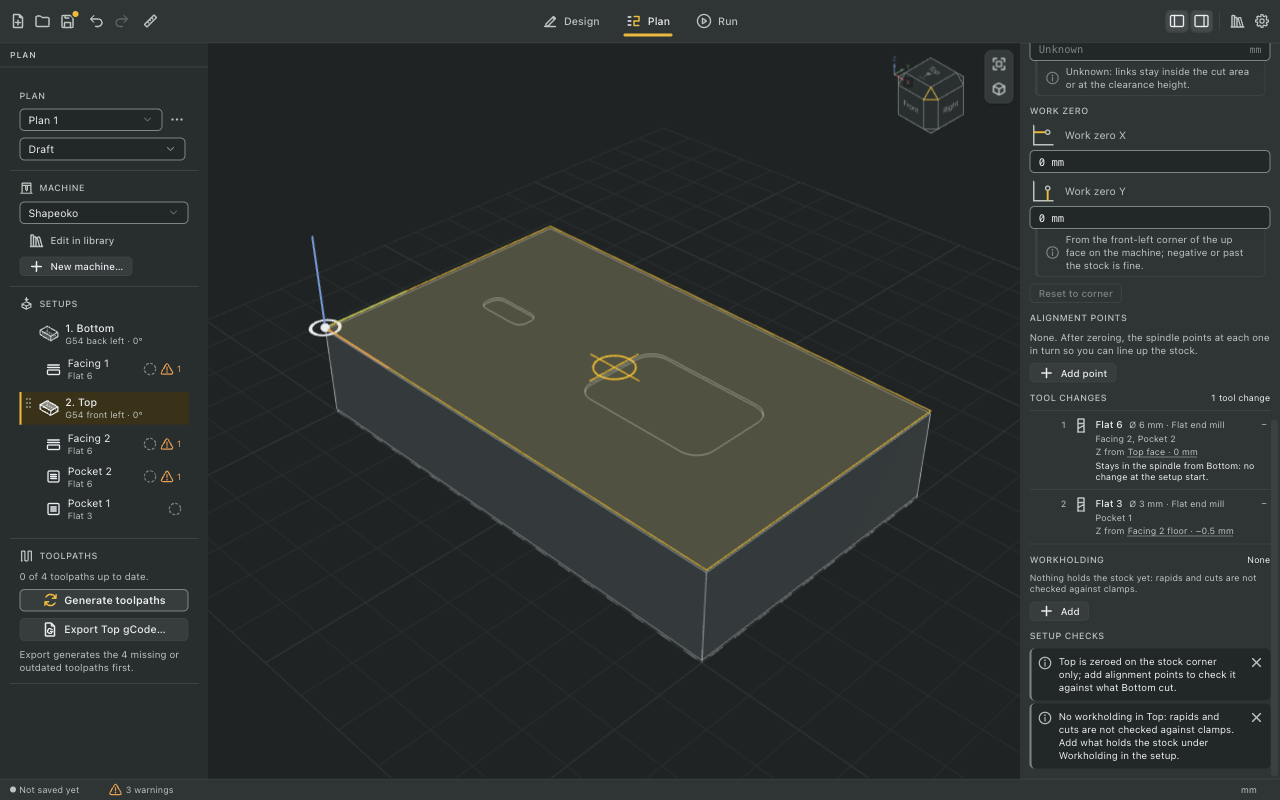 Design
Plan
Run
PLAN
PLAN
Plan 1
Draft
MACHINE
Shapeoko
Edit in library
New machine...
SETUPS
1. Bottom
G54 back left · 0°
Facing 1
Flat 6
1
2. Top
G54 front left · 0°
Facing 2
Flat 6
1
Pocket 2
Flat 6
1
Pocket 1
Flat 3
TOOLPATHS
0 of 4 toolpaths up to date.
Generate toolpaths
Export Top gCode...
Export generates the 4 missing or
outdated toolpaths first.
Top
Front
Right
Unknown mm
Unknown: links stay inside the cut area
or at the clearance height.
WORK ZERO
Work zero X
0 mm
Work zero Y
0 mm
From the front-left corner of the up
face on the machine; negative or past
the stock is fine.
Reset to corner
ALIGNMENT POINTS
None. After zeroing, the spindle points at each one
in turn so you can line up the stock.
Add point
TOOL CHANGES 1 tool change
1 Flat 6 Ø 6 mm · Flat end mill –
Facing 2, Pocket 2
Z from Top face · 0 mm
Stays in the spindle from Bottom: no
change at the setup start.
2 Flat 3 Ø 3 mm · Flat end mill –
Pocket 1
Z from Facing 2 floor · −0.5 mm
WORKHOLDING None
Nothing holds the stock yet: rapids and cuts are not
checked against clamps.
Add
SETUP CHECKS
Top is zeroed on the stock corner
only; add alignment points to check it
against what Bottom cut.
No workholding in Top: rapids and
cuts are not checked against clamps.
Add what holds the stock under
Workholding in the setup.
Not saved yet
3 warnings
mm